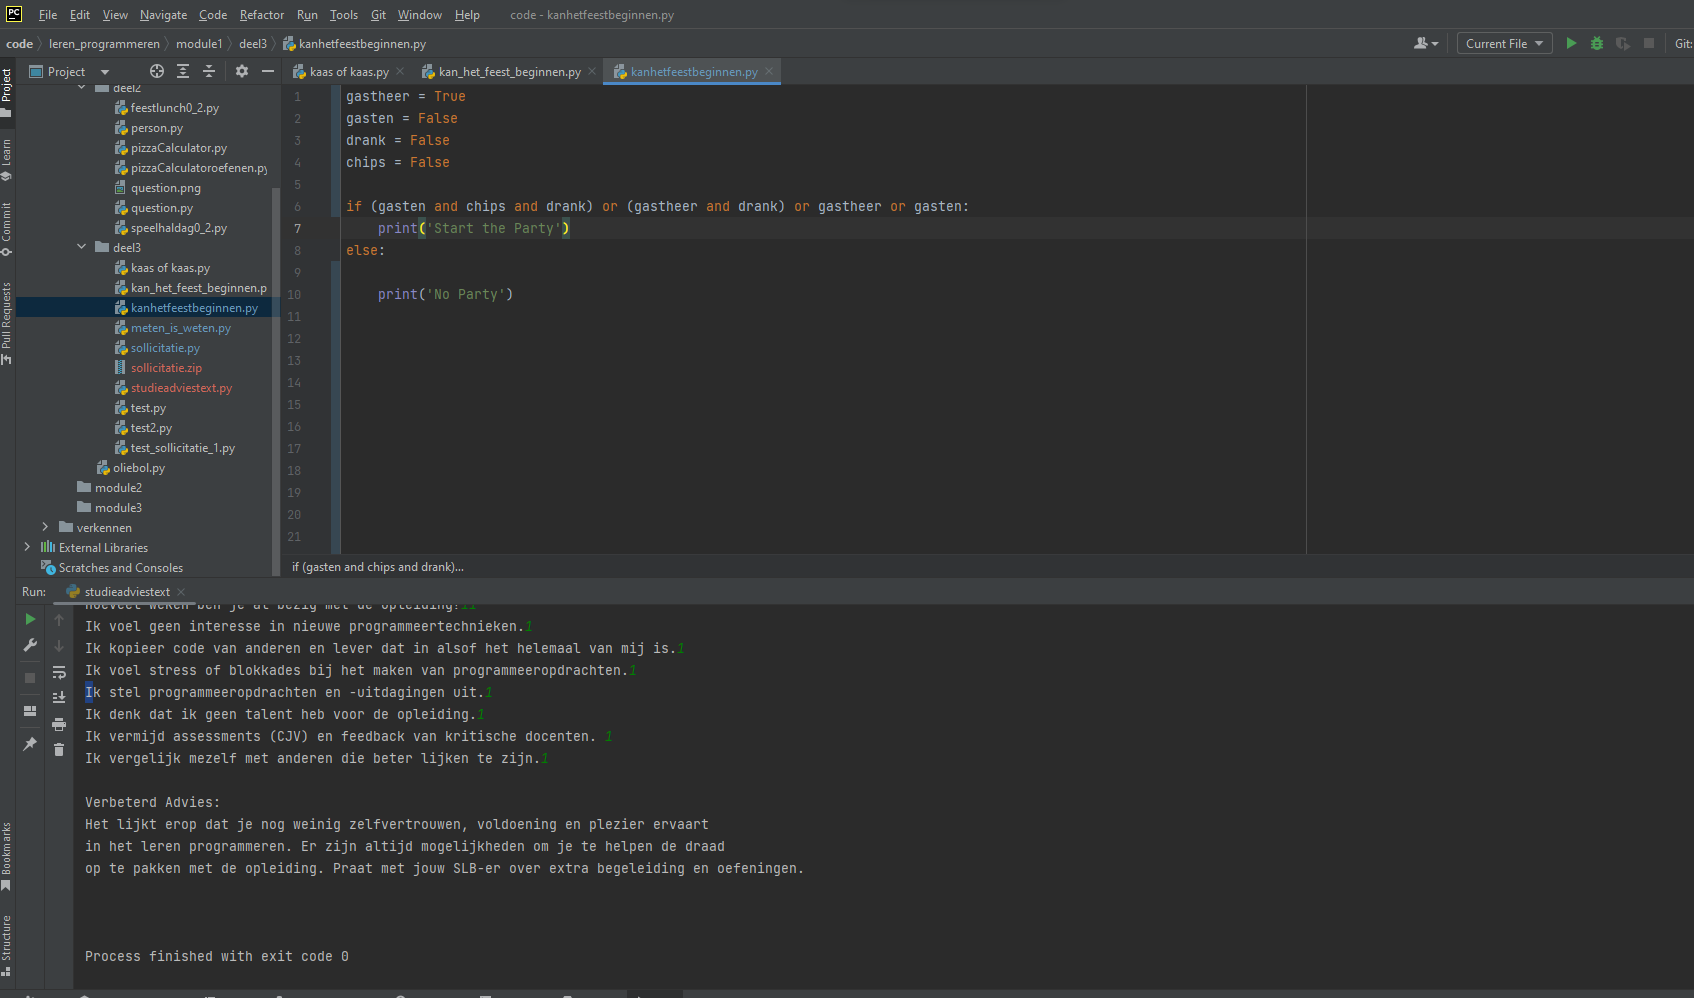 PC File Edit View Navigate Code Refactor Run Tools Git Window Help code - kanhetfeestbeginnen.py
code leren_programmeren module1 deel3 kanhetfeestbeginnen.py Current File Git:
Project kaas of kaas.py kan_het_feest_beginnen.py kanhetfeestbeginnen.py
Project
Learn
Commit
Pull Requests
Bookmarks
Structure
deel2
feestlunch0_2.py
person.py
pizzaCalculator.py
pizzaCalculatoroefenen.py
question.png
question.py
speelhaldag0_2.py
deel3
kaas of kaas.py
kan_het_feest_beginnen.p
kanhetfeestbeginnen.py
meten_is_weten.py
sollicitatie.py
sollicitatie.zip
studieadviestext.py
test.py
test2.py
test_sollicitatie_1.py
oliebol.py
module2
module3
verkennen
External Libraries
Scratches and Consoles
1 gastheer = True
2 gasten = False
3 drank = False
4 chips = False
5
6 if (gasten and chips and drank) or (gastheer and drank) or gastheer or gasten:
7 print('Start the Party')
8 else:
9
10 print('No Party')
11
12
13
14
15
16
17
18
19
20
21
if (gasten and chips and drank)...
Run: studieadviestext
Hoeveel weken ben je al bezig met de opleiding?11
Ik voel geen interesse in nieuwe programmeertechnieken.1
Ik kopieer code van anderen en lever dat in alsof het helemaal van mij is.1
Ik voel stress of blokkades bij het maken van programmeeropdrachten.1
Ik stel programmeeropdrachten en -uitdagingen uit.1
Ik denk dat ik geen talent heb voor de opleiding.1
Ik vermijd assessments (CJV) en feedback van kritische docenten. 1
Ik vergelijk mezelf met anderen die beter lijken te zijn.1
Verbeterd Advies:
Het lijkt erop dat je nog weinig zelfvertrouwen, voldoening en plezier ervaart
in het leren programmeren. Er zijn altijd mogelijkheden om je te helpen de draad
op te pakken met de opleiding. Praat met jouw SLB-er over extra begeleiding en oefeningen.
Process finished with exit code 0